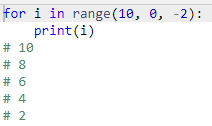 for i in range(10, 0, -2):
    print(i)
# 10
# 8
# 6
# 4
# 2